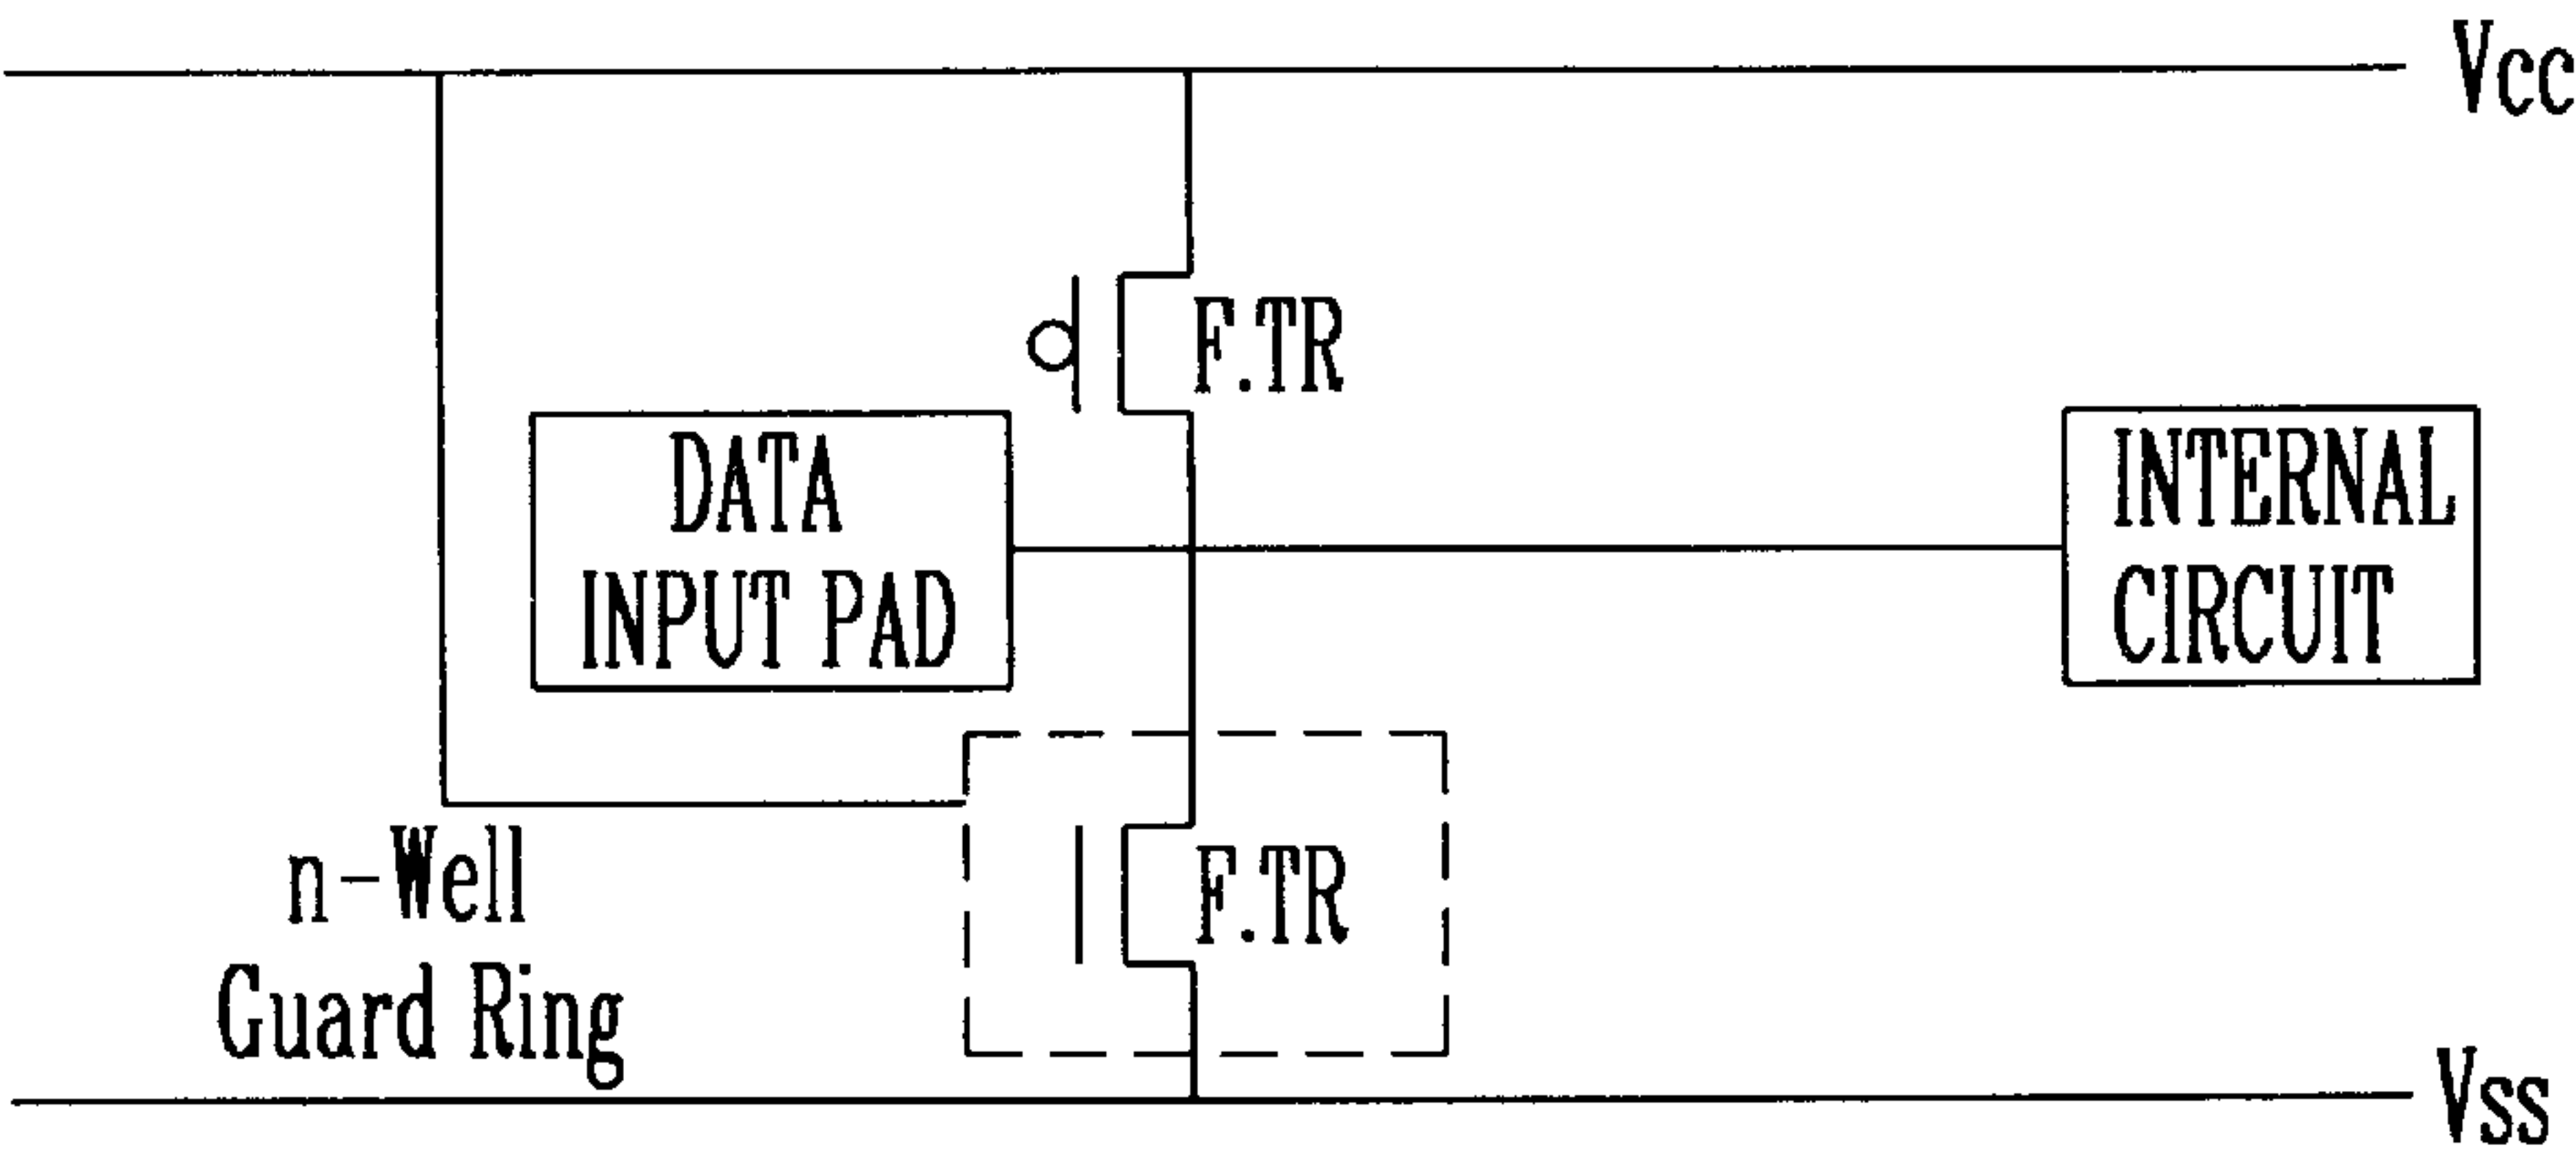 Vcc
F.TR
DATA
INPUT PAD
INTERNAL
CIRCUIT
n-Well
Guard Ring
F.TR
Vss